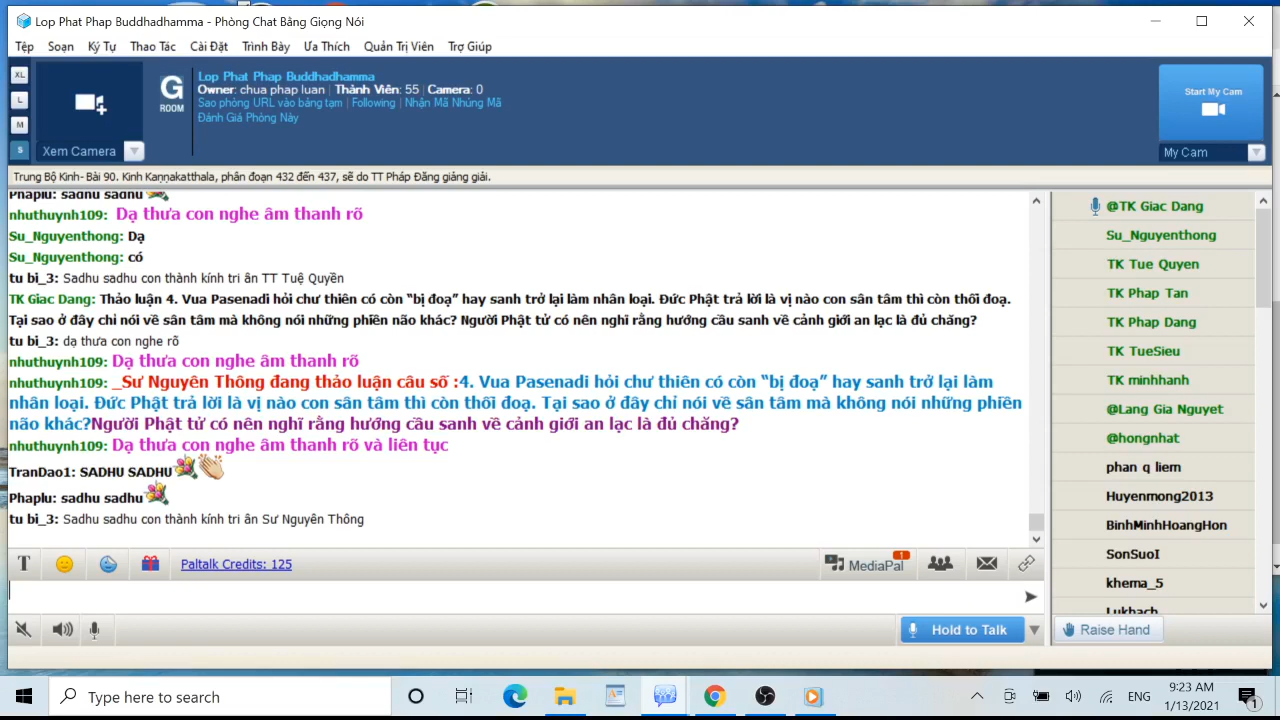 Lop Phat Phap Buddhadhamma - Phòng Chat Bằng Giọng Nói
Tệp Soạn Ký Tự Thao Tác Cài Đặt Trình Bày Ưa Thích Quản Trị Viên Trợ Giúp
XL
L
M
S
Xem Camera
G
ROOM
Lop Phat Phap Buddhadhamma
Owner: chua phap luan | Thành Viên: 55 | Camera: 0
Sao phòng URL vào bảng tạm | Following | Nhận Mã Nhúng Mã
Đánh Giá Phòng Này
Start My Cam
My Cam
Trung Bộ Kinh- Bài 90. Kinh Kaṇṇakatthala, phân đoạn 432 đến 437, sẽ do TT Pháp Đăng giảng giải.
Phaplu: sadhu sadhu
nhuthuynh109: Dạ thưa con nghe âm thanh rõ
Su_Nguyenthong: Dạ
Su_Nguyenthong: có
tu bi_3: Sadhu sadhu con thành kính tri ân TT Tuệ Quyền
TK Giac Dang: Thảo luận 4. Vua Pasenadi hỏi chư thiên có còn “bị đoạ” hay sanh trở lại làm nhân loại. Đức Phật trả lời là vị nào con sân tâm thì còn thối đoạ.
Tại sao ở đây chỉ nói về sân tâm mà không nói những phiền não khác? Người Phật tử có nên nghĩ rằng hướng cầu sanh về cảnh giới an lạc là đủ chăng?
tu bi_3: dạ thưa con nghe rõ
nhuthuynh109: Dạ thưa con nghe âm thanh rõ
nhuthuynh109: _Sư Nguyên Thông đang thảo luận câu số :4. Vua Pasenadi hỏi chư thiên có còn “bị đoạ” hay sanh trở lại làm
nhân loại. Đức Phật trả lời là vị nào con sân tâm thì còn thối đoạ. Tại sao ở đây chỉ nói về sân tâm mà không nói những phiền
não khác?Người Phật tử có nên nghĩ rằng hướng cầu sanh về cảnh giới an lạc là đủ chăng?
nhuthuynh109: Dạ thưa con nghe âm thanh rõ và liên tục
TranDao1: SADHU SADHU
Phaplu: sadhu sadhu
tu bi_3: Sadhu sadhu con thành kính tri ân Sư Nguyên Thông
@TK Giac Dang
Su_Nguyenthong
TK Tue Quyen
TK Phap Tan
TK Phap Dang
TK TueSieu
TK minhhanh
@Lang Gia Nguyet
@hongnhat
phan q liem
Huyenmong2013
BinhMinhHoangHon
SonSuoI
khema_5
Lukhach
T
Paltalk Credits: 125
MediaPal
1
Hold to Talk
Raise Hand
Type here to search
ENG
9:23 AM
1/13/2021
1